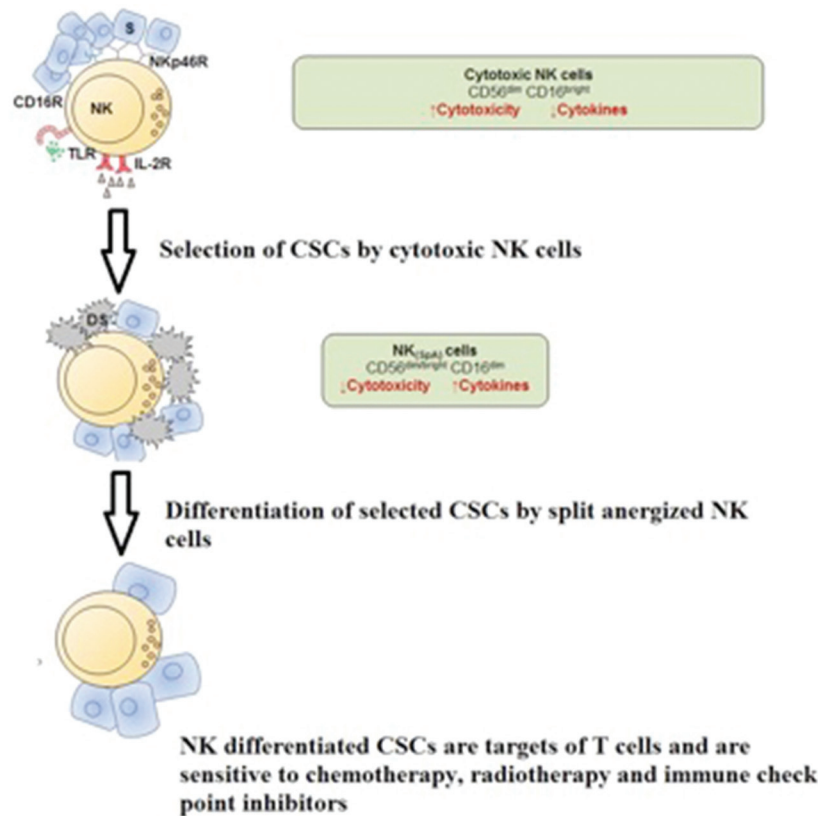 S
NKp46R
CD16R
NK
TLR
IL-2R
Cytotoxic NK cells
CD56dim CD16bright
↑Cytotoxicity ↓Cytokines
Selection of CSCs by cytotoxic NK cells
DS
NK(SpA) cells
CD56dim/bright CD16dim
↓Cytotoxicity ↑Cytokines
Differentiation of selected CSCs by split anergized NK
cells
NK differentiated CSCs are targets of T cells and are
sensitive to chemotherapy, radiotherapy and immune check
point inhibitors